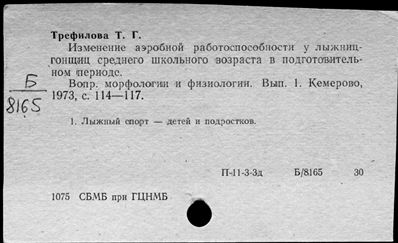 Трефилова Т. Г.
Изменение аэробной работоспособности у лыжниц-
гонщиц среднего школьного возраста в подготовитель-
ном периоде.
Вопр. морфологии и физиологии. Вып. 1. Кемерово,
1973, с. 114—117.
Б
8165
1. Лыжный спорт — детей и подростков.
П-11-3-3д Б/8165 30
1075 СБМБ при ГЦНМБ